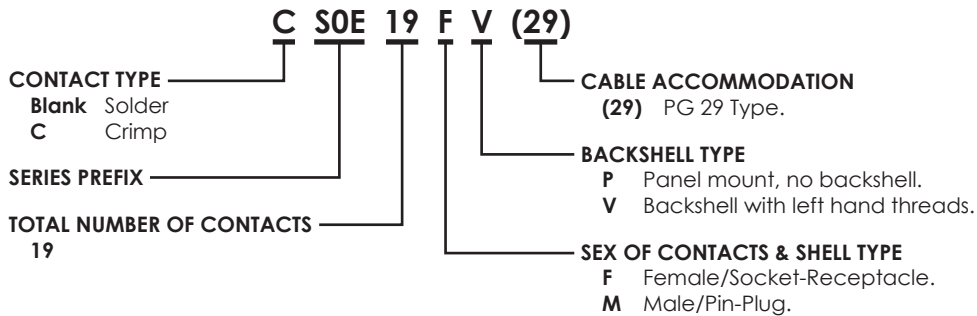 C S0E 19 F V (29)
CONTACT TYPE
Blank Solder
C Crimp
SERIES PREFIX
TOTAL NUMBER OF CONTACTS
19
CABLE ACCOMMODATION
(29) PG 29 Type.
BACKSHELL TYPE
P Panel mount, no backshell.
V Backshell with left hand threads.
SEX OF CONTACTS & SHELL TYPE
F Female/Socket-Receptacle.
M Male/Pin-Plug.